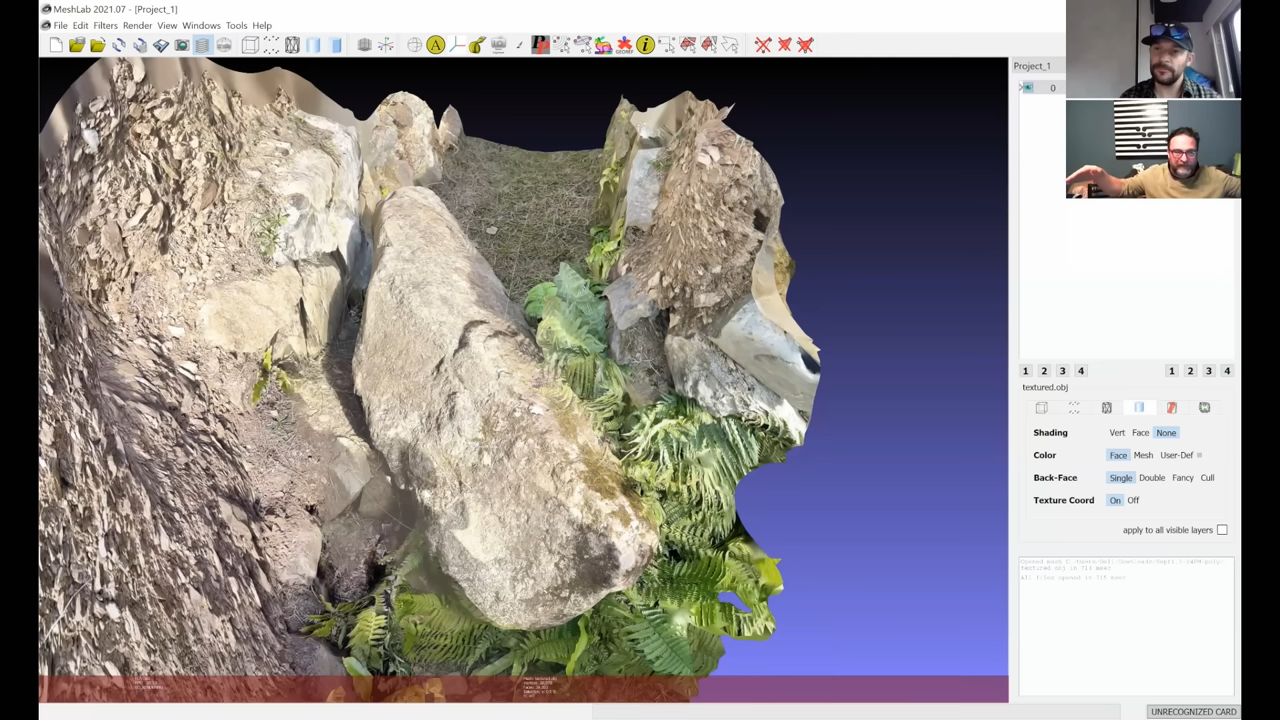 MeshLab 2021.07 - [Project_1]
File Edit Filters Render View Windows Tools Help
Project_1
0
1 2 3 4 1 2 3 4
textured.obj
Shading Vert Face None
Color Face Mesh User-Def
Back-Face Single Double Fancy Cull
Texture Coord On Off
apply to all visible layers
UNRECOGNIZED CARD